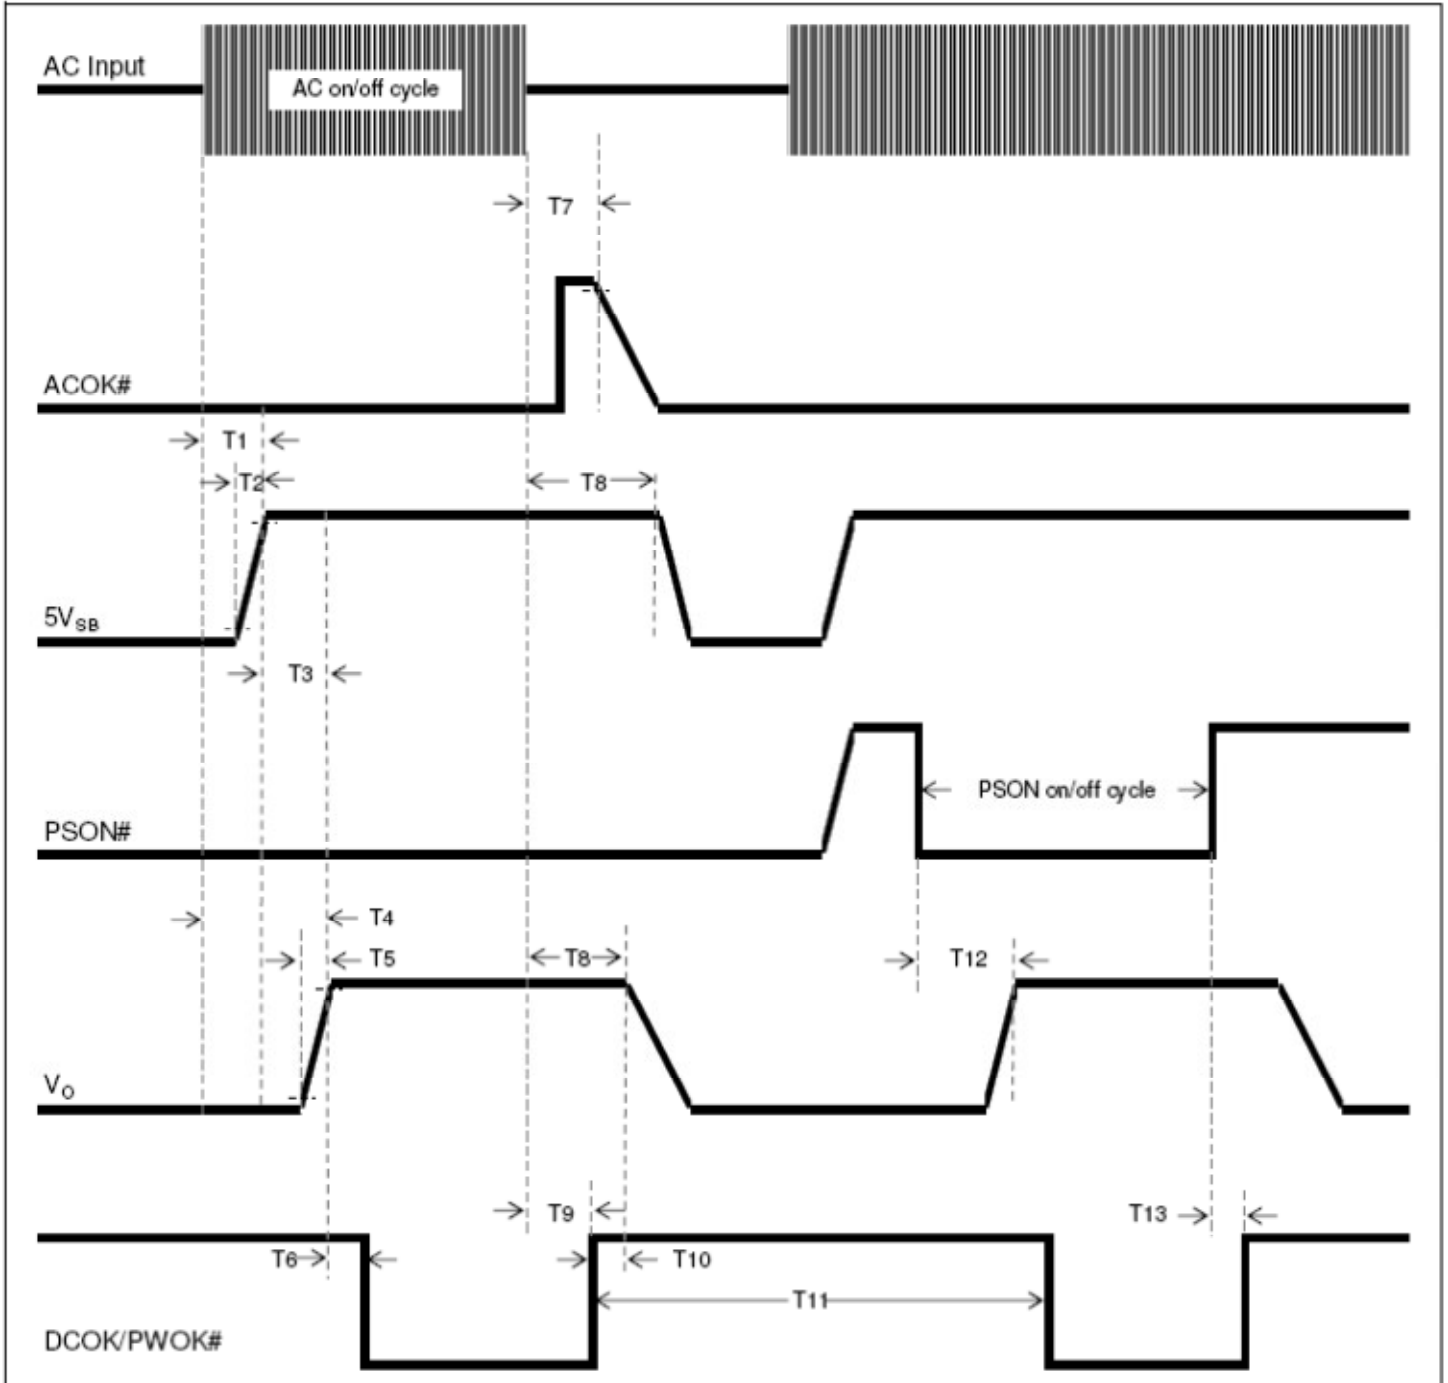 AC Input
AC on/off cycle
T7
ACOK#
T1
T2
T8
5VSB
T3
PSON on/off cycle
PSON#
T4
T5
T8
T12
VO
T9
T13
T6
T10
T11
DCOK/PWOK#